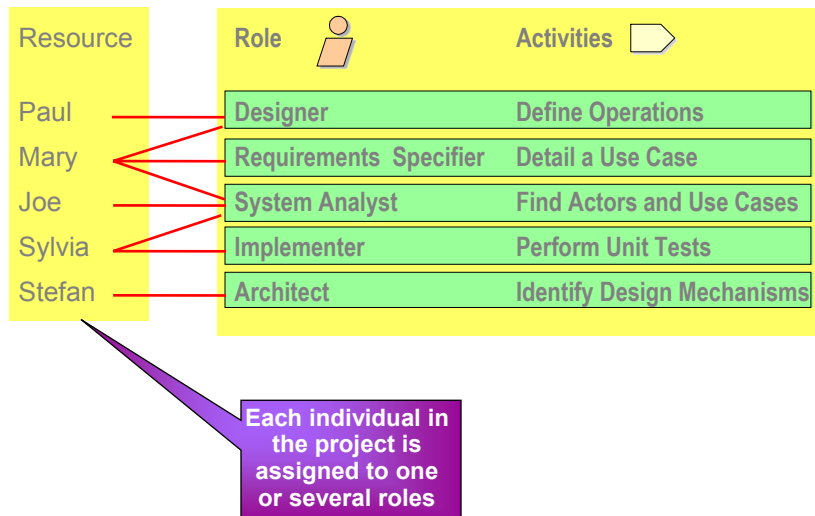 Resource Role Activities
Paul Designer Define Operations
Mary Requirements Specifier Detail a Use Case
Joe System Analyst Find Actors and Use Cases
Sylvia Implementer Perform Unit Tests
Stefan Architect Identify Design Mechanisms
Each individual in
the project is
assigned to one
or several roles